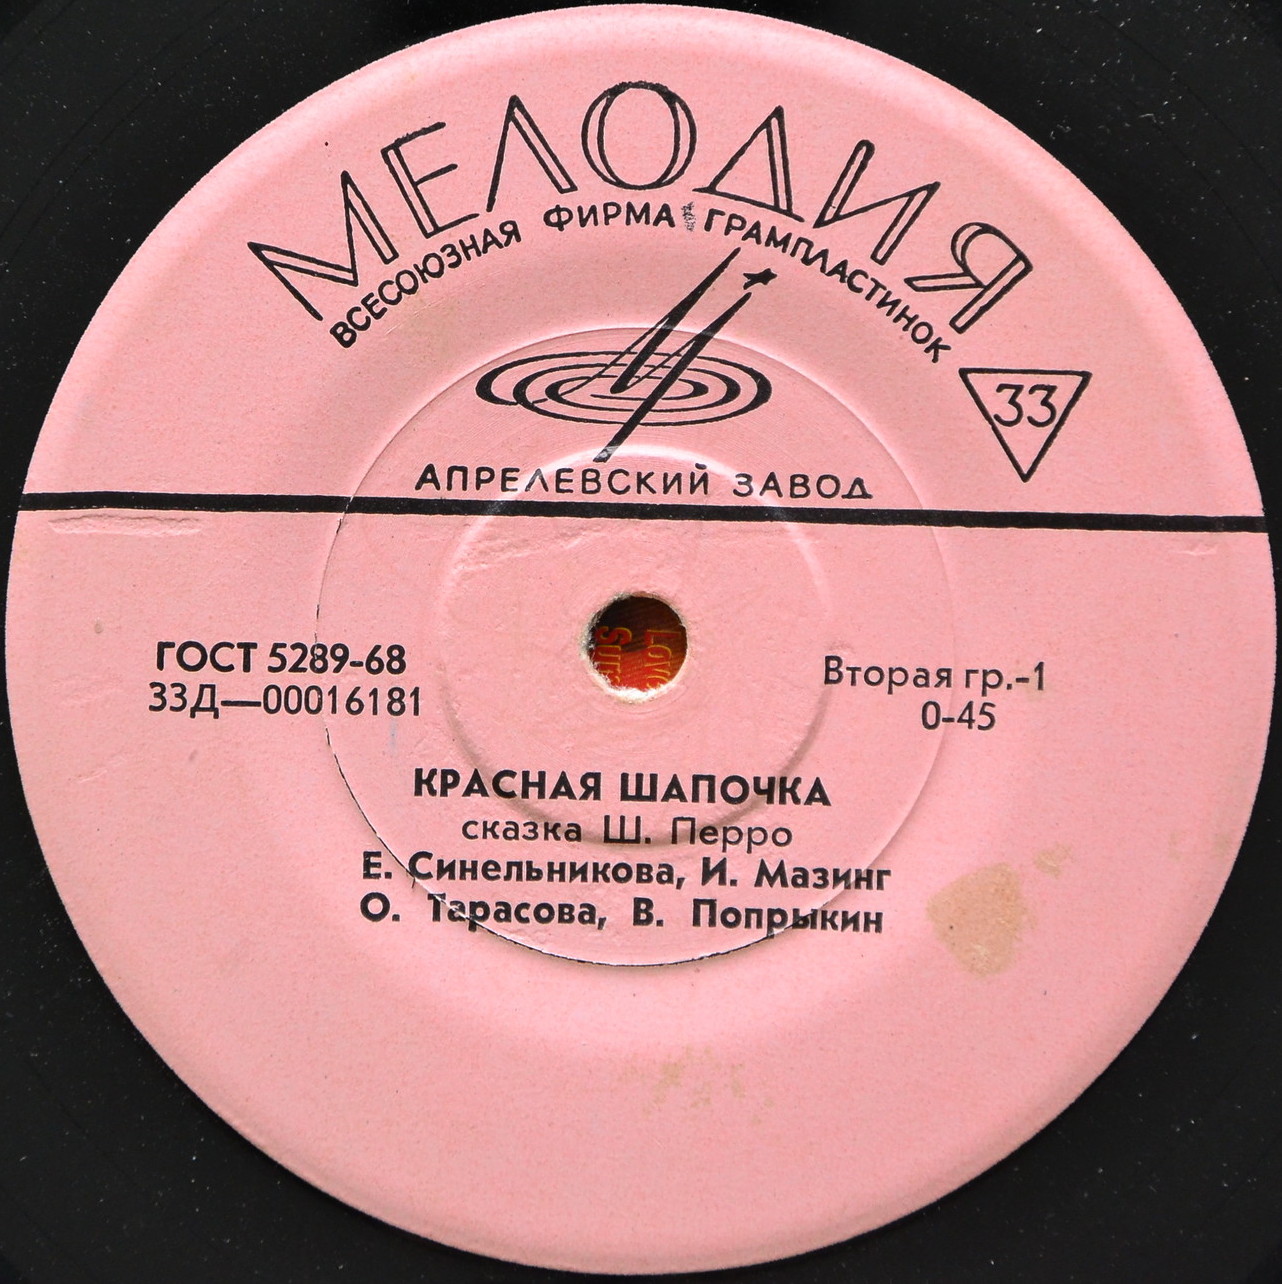 МЕЛОДИЯ
ВСЕСОЮЗНАЯ ФИРМА ГРАМПЛАСТИНОК
33
АПРЕЛЕВСКИЙ ЗАВОД
ГОСТ 5289-68
33Д—00016181
Вторая гр.-1
0-45
КРАСНАЯ ШАПОЧКА
сказка Ш. Перро
Е. Синельникова, И. Мазинг
О. Тарасова, В. Попрыкин
Love